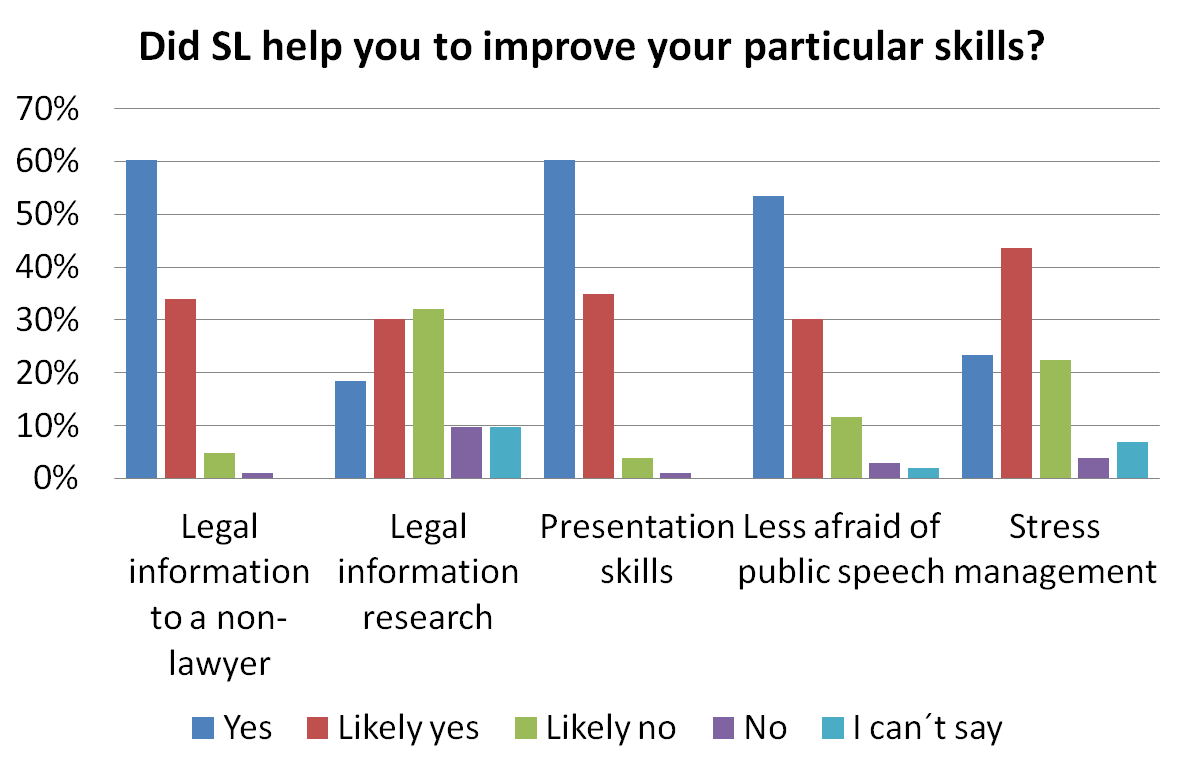 Did SL help you to improve your particular skills?
70%
60%
50%
40%
30%
20%
10%
0%
Legal
information
to a non-
lawyer
Legal
information
research
Presentation
skills
Less afraid of
public speech
Stress
management
Yes
Likely yes
Likely no
No
I can´t say